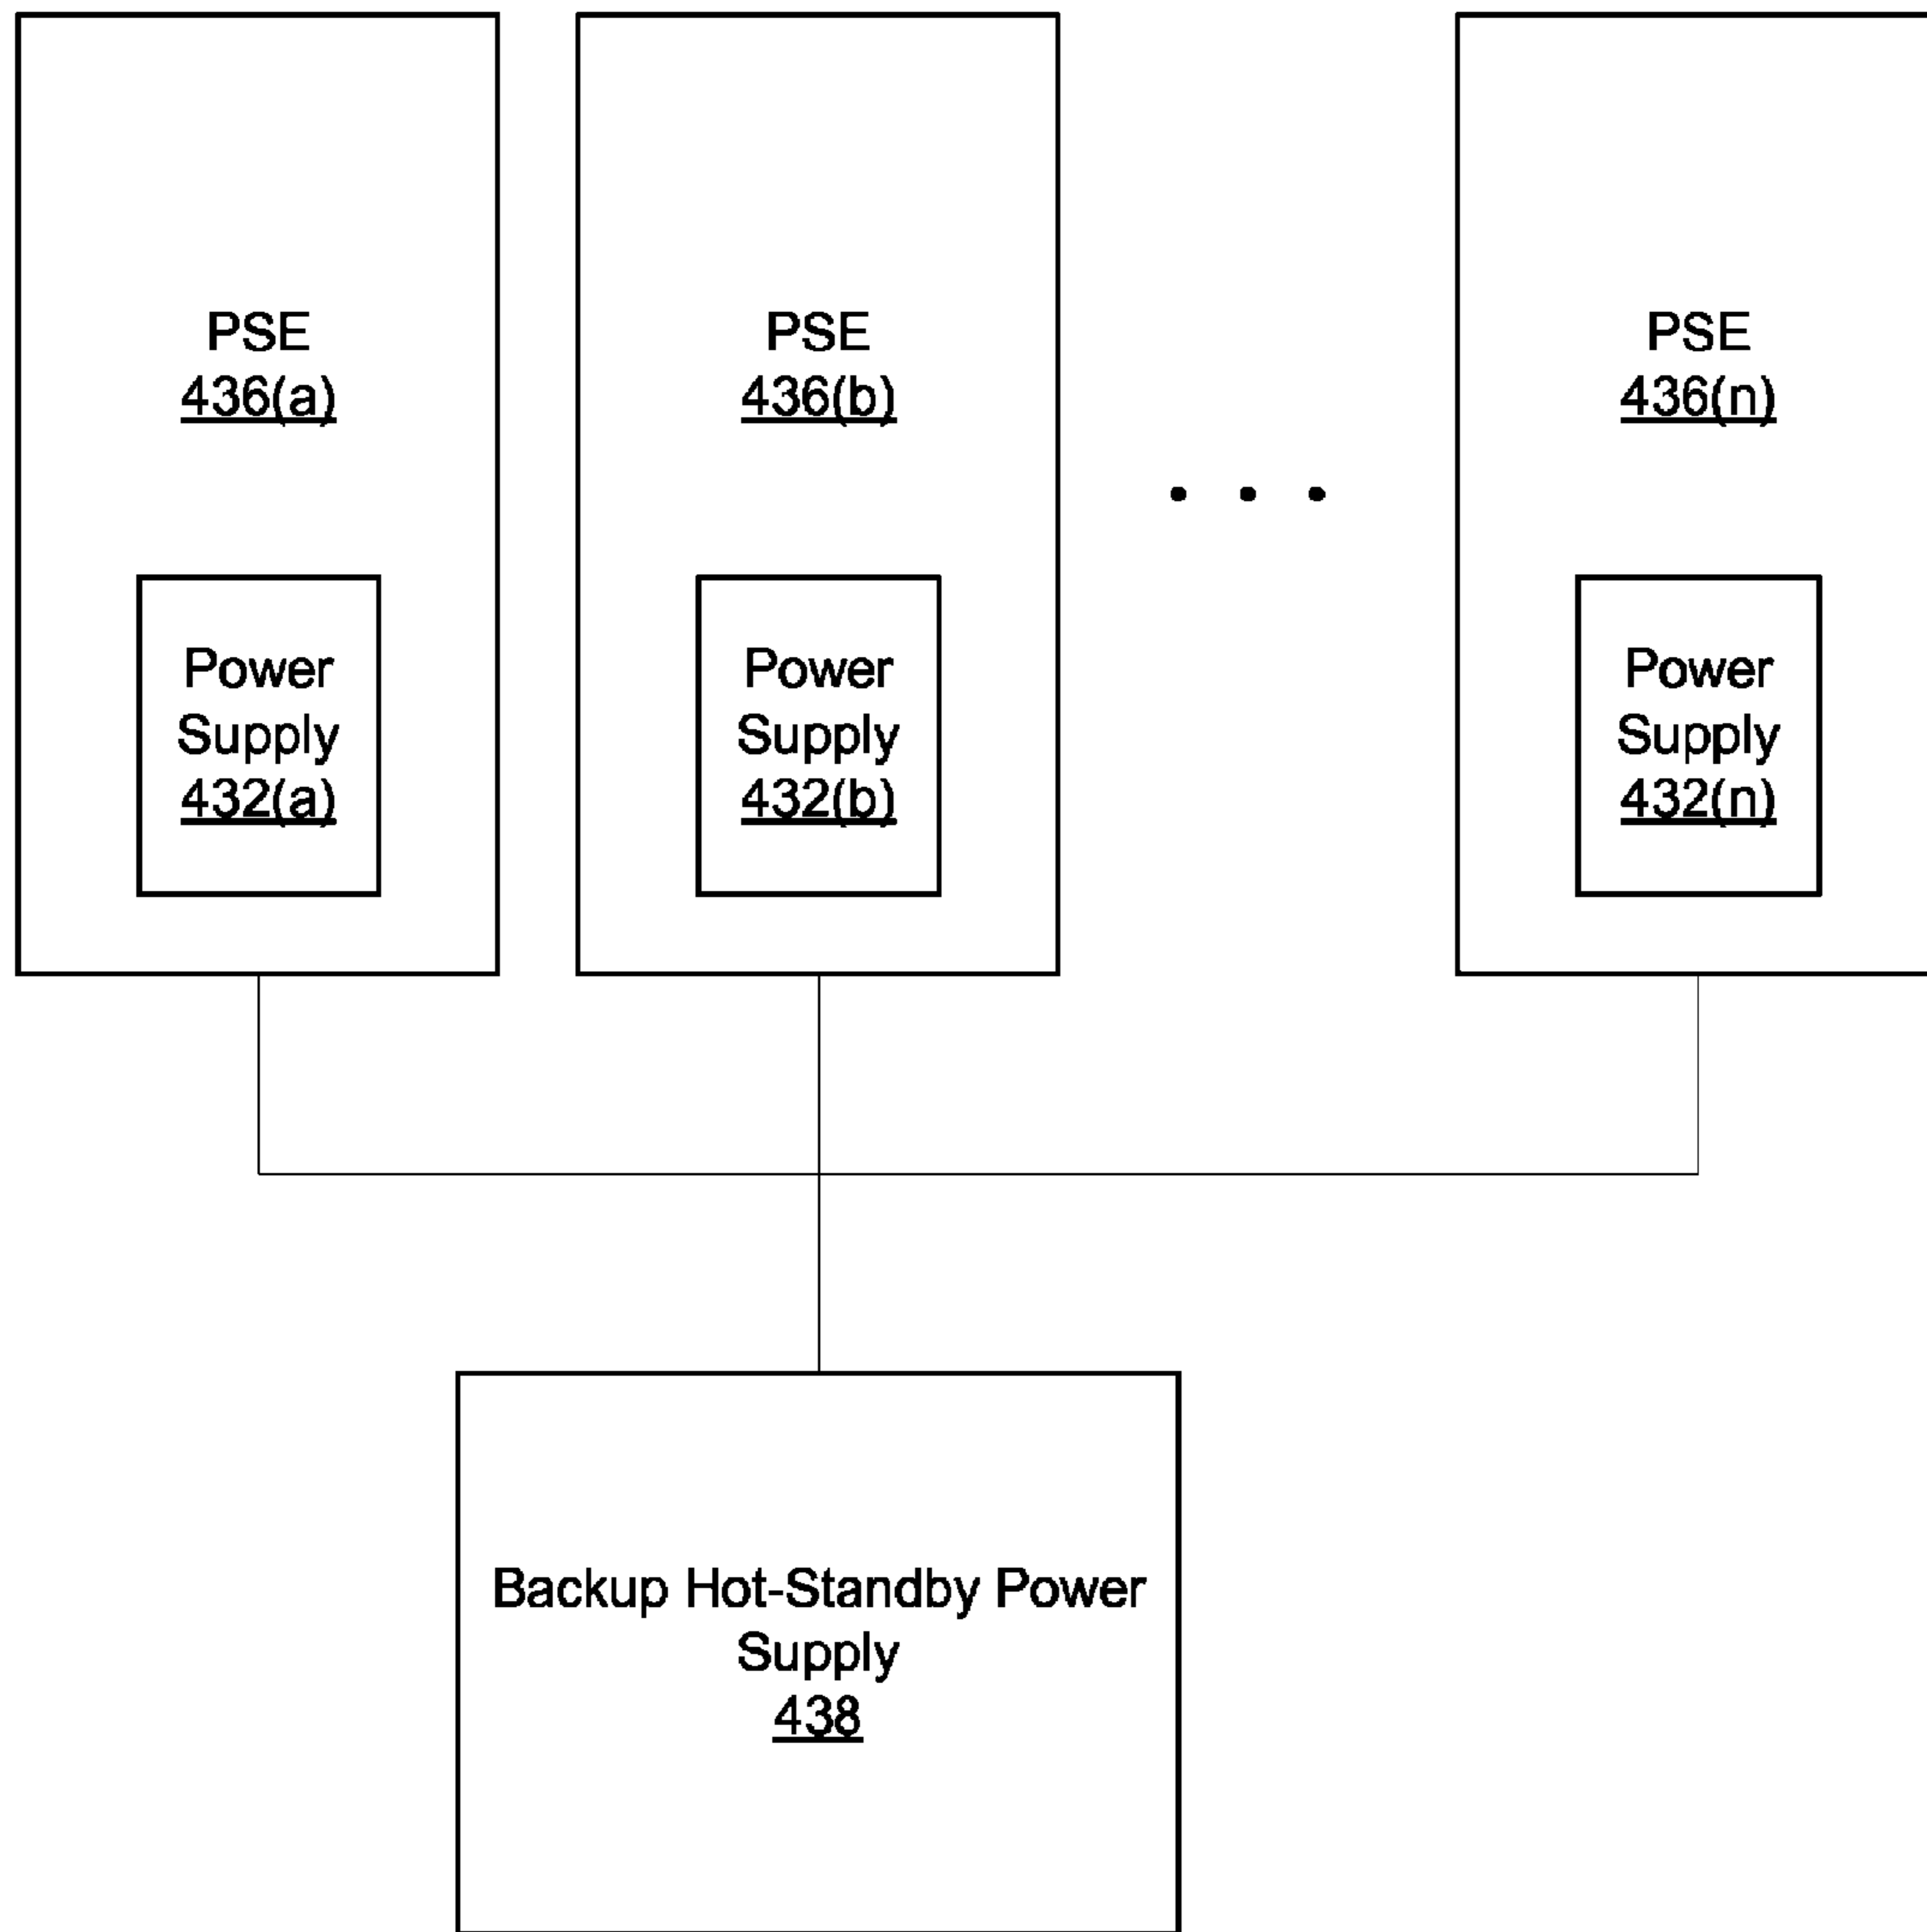 PSE
436(a)
PSE
436(b)
PSE
436(n)
. . .
Power
Supply
432(a)
Power
Supply
432(b)
Power
Supply
432(n)
Backup Hot-Standby Power
Supply
438